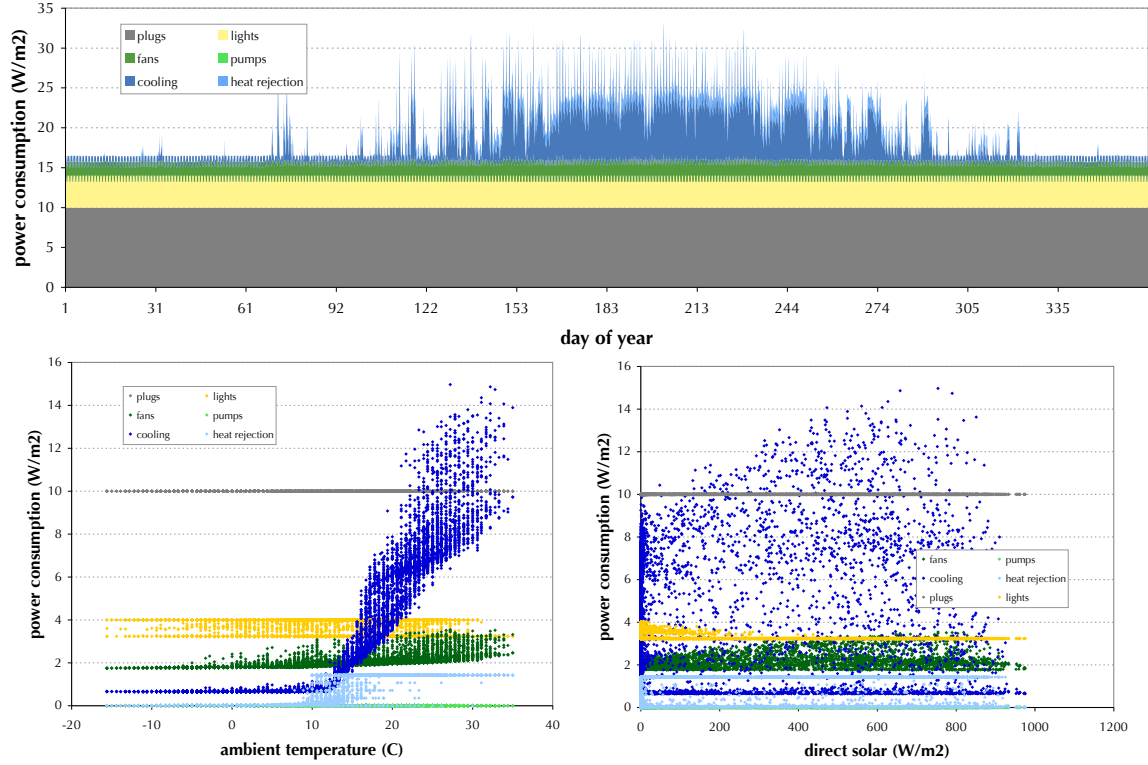 35
30
25
20
15
10
5
0
power consumption (W/m2)
plugs lights
fans pumps
cooling heat rejection
1 31 61 92 122 153 183 213 244 274 305 335
day of year
16
14
12
10
8
6
4
2
0
power consumption (W/m2)
plugs lights
fans pumps
cooling heat rejection
-20 -10 0 10 20 30 40
ambient temperature (C)
16
14
12
10
8
6
4
2
0
power consumption (W/m2)
fans pumps
cooling heat rejection
plugs lights
0 200 400 600 800 1000 1200
direct solar (W/m2)